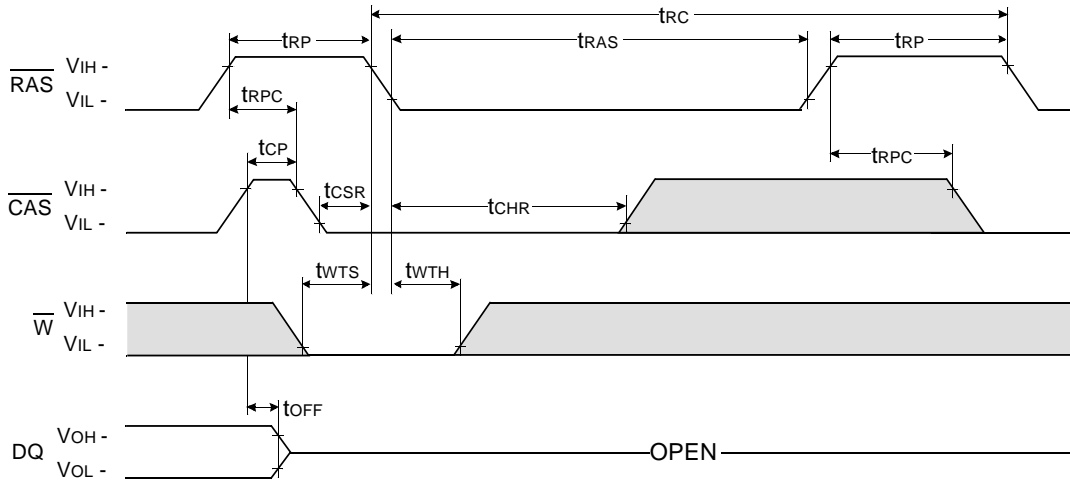 tRC
tRP tRAS tRP
RAS VIH -
VIL -
tRPC
tCP tRPC
CAS VIH -
VIL -
tCSR tCHR
tWTS tWTH
W VIH -
VIL -
tOFF
DQ VOH -
VOL -
OPEN